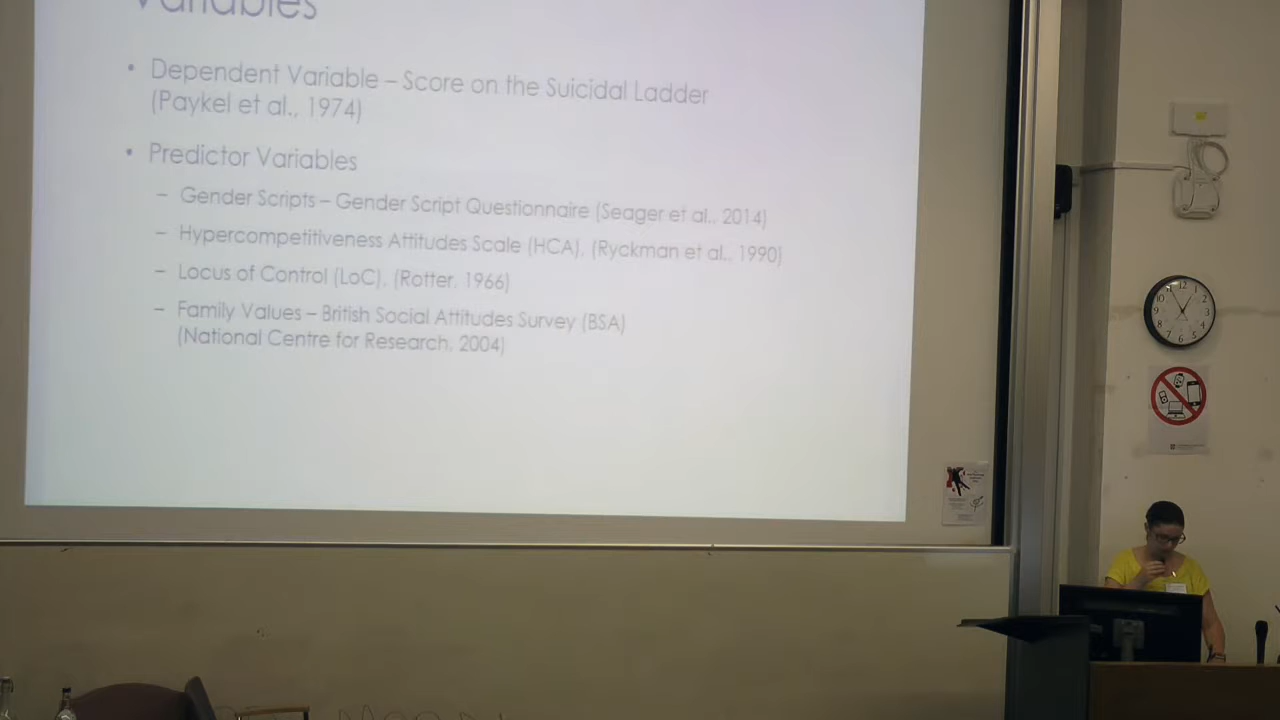 Variables
• Dependent Variable – Score on the Suicidal Ladder
(Paykel et al., 1974)
• Predictor Variables
– Gender Scripts – Gender Script Questionnaire (Seager et al., 2014)
– Hypercompetitiveness Attitudes Scale (HCA), (Ryckman et al., 1990)
– Locus of Control (LoC), (Rotter, 1966)
– Family Values – British Social Attitudes Survey (BSA)
(National Centre for Research, 2004)